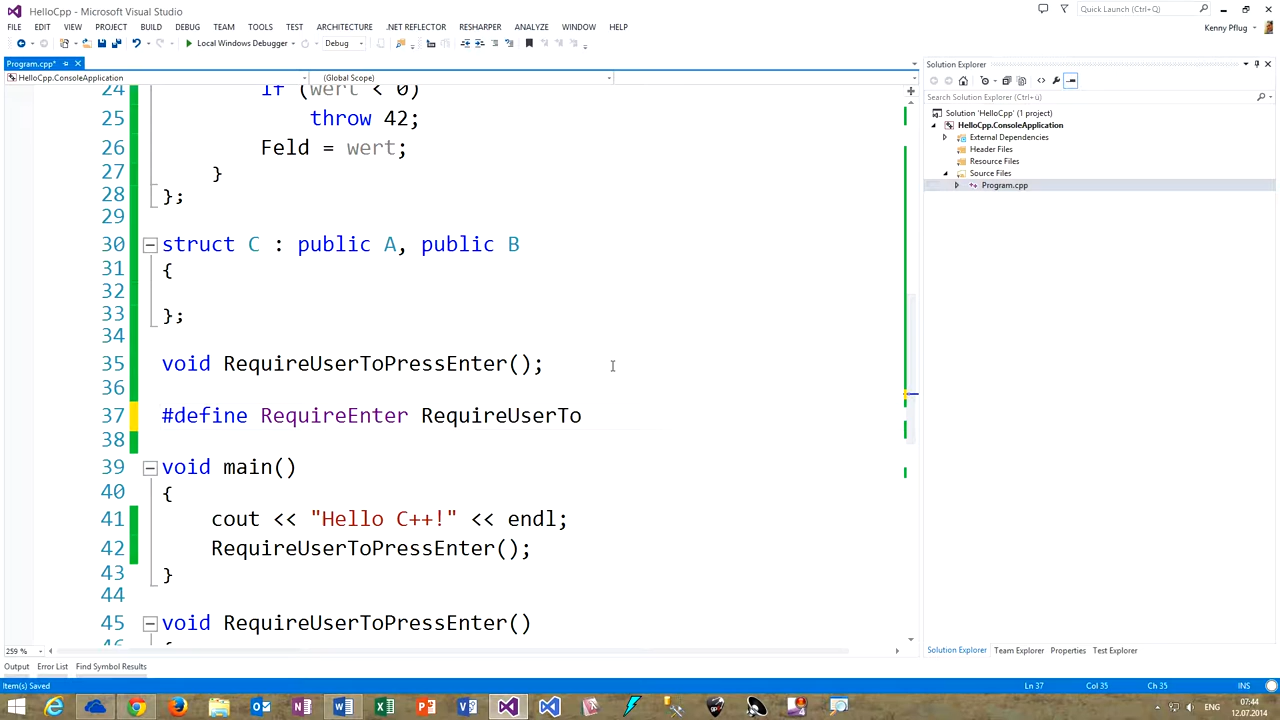 HelloCpp - Microsoft Visual Studio
Quick Launch (Ctrl+Q)
FILE EDIT VIEW PROJECT BUILD DEBUG TEAM TOOLS TEST ARCHITECTURE .NET REFLECTOR RESHARPER ANALYZE WINDOW HELP
Kenny Pflug
Local Windows Debugger Debug
Program.cpp*
HelloCpp.ConsoleApplication (Global Scope)
24 if (wert < 0)
25 throw 42;
26 Feld = wert;
27 }
28 };
29
30 struct C : public A, public B
31 {
32
33 };
34
35 void RequireUserToPressEnter();
36
37 #define RequireEnter RequireUserTo
38
39 void main()
40 {
41 cout << "Hello C++!" << endl;
42 RequireUserToPressEnter();
43 }
44
45 void RequireUserToPressEnter()
46 {
259 %
Solution Explorer
Search Solution Explorer (Ctrl+ü)
Solution 'HelloCpp' (1 project)
HelloCpp.ConsoleApplication
External Dependencies
Header Files
Resource Files
Source Files
Program.cpp
Solution Explorer Team Explorer Properties Test Explorer
Output Error List Find Symbol Results
Item(s) Saved Ln 37 Col 35 Ch 35 INS
ENG
07:44
12.07.2014